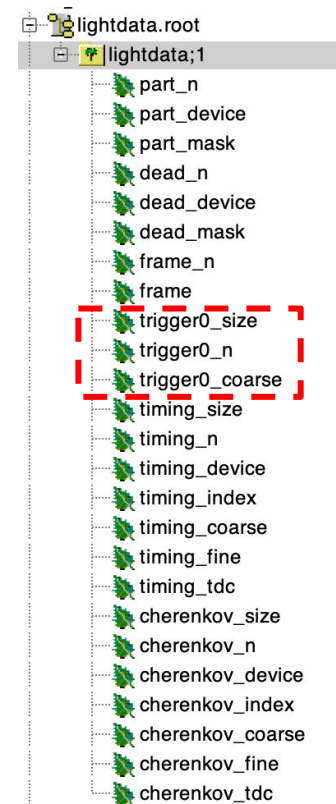 lightdata.root
lightdata;1
part_n
part_device
part_mask
dead_n
dead_device
dead_mask
frame_n
frame
trigger0_size
trigger0_n
trigger0_coarse
timing_size
timing_n
timing_device
timing_index
timing_coarse
timing_fine
timing_tdc
cherenkov_size
cherenkov_n
cherenkov_device
cherenkov_index
cherenkov_coarse
cherenkov_fine
cherenkov_tdc